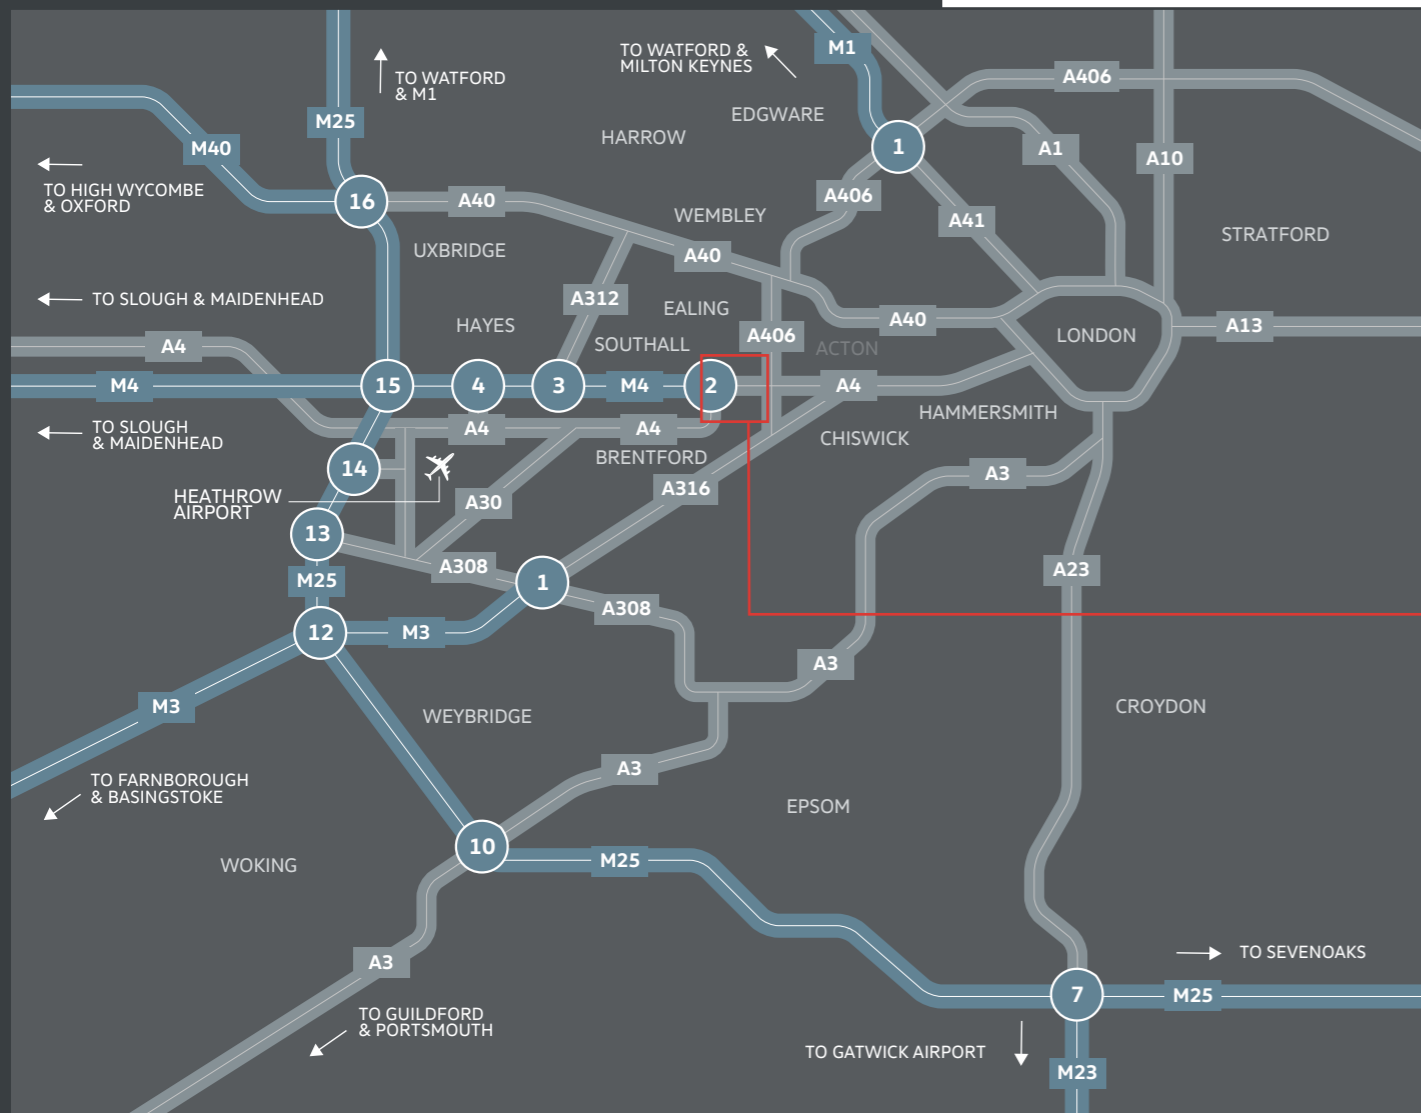 TO WATFORD &
MILTON KEYNES
M1
A406
TO WATFORD
& M1
EDGWARE
M25
HARROW
1
A1
A10
M40
TO HIGH WYCOMBE
& OXFORD
16
A40
A406
WEMBLEY
A41
STRATFORD
UXBRIDGE
A40
TO SLOUGH & MAIDENHEAD
A312
EALING
HAYES
A40
A13
A4
SOUTHALL
A406
ACTON
LONDON
M4
15
4
3
M4
2
A4
HAMMERSMITH
TO SLOUGH
& MAIDENHEAD
A4
A4
CHISWICK
BRENTFORD
14
A3
HEATHROW
AIRPORT
A30
A316
13
A308
M25
1
A23
A308
12
M3
A3
M3
WEYBRIDGE
CROYDON
A3
TO FARNBOROUGH
& BASINGSTOKE
EPSOM
10
M25
WOKING
A3
TO SEVENOAKS
7
M25
TO GUILDFORD
& PORTSMOUTH
TO GATWICK AIRPORT
M23